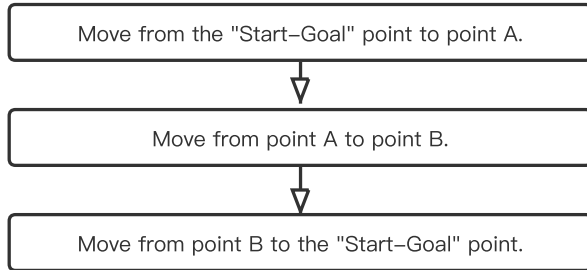 Move from the "Start–Goal" point to point A.
Move from point A to point B.
Move from point B to the "Start–Goal" point.